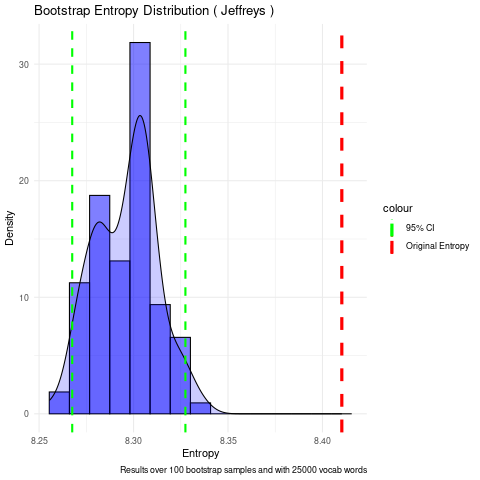 Bootstrap Entropy Distribution ( Jeffreys )
30
20
10
0
Density
8.25
8.30
8.35
8.40
Entropy
colour
95% CI
Original Entropy
Results over 100 bootstrap samples and with 25000 vocab words